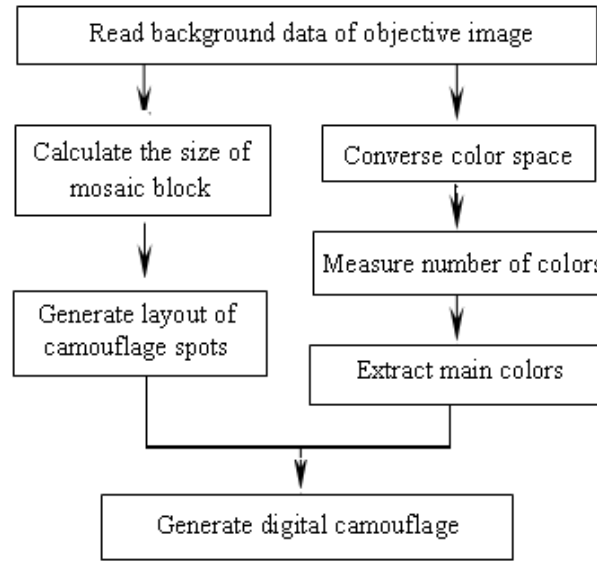 Read background data of objective image
Calculate the size of
mosaic block
Converse color space
Measure number of colors
Generate layout of
camouflage spots
Extract main colors
Generate digital camouflage